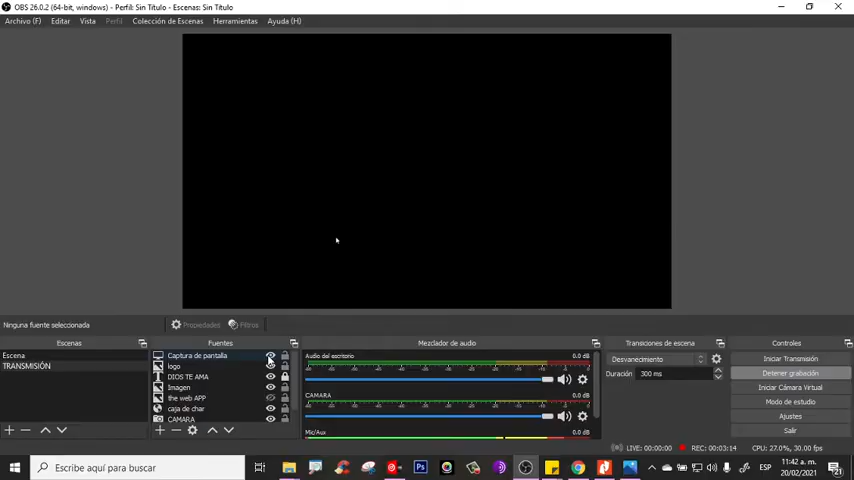 OBS 26.0.2 (64-bit, windows) - Perfil: Sin Título - Escenas: Sin Título
Archivo (F) Editar Vista Perfil Colección de Escenas Herramientas Ayuda (H)
Ninguna fuente seleccionada Propiedades Filtros
Escenas Fuentes Mezclador de audio Transiciones de escena Controles
Escena
TRANSMISIÓN
Captura de pantalla
logo
DIOS TE AMA
Imagen
the web APP
caja de char
CAMARA
Audio del escritorio 0.0 dB
CAMARA 0.0 dB
Mic/Aux 0.0 dB
Desvanecimiento
Duración 300 ms
Iniciar Transmisión
Detener grabación
Iniciar Cámara Virtual
Modo de estudio
Ajustes
Salir
LIVE: 00:00:00 REC: 00:03:14 CPU: 27.0%, 30.00 fps
Escribe aquí para buscar
ESP
11:42 a. m.
20/02/2021
21